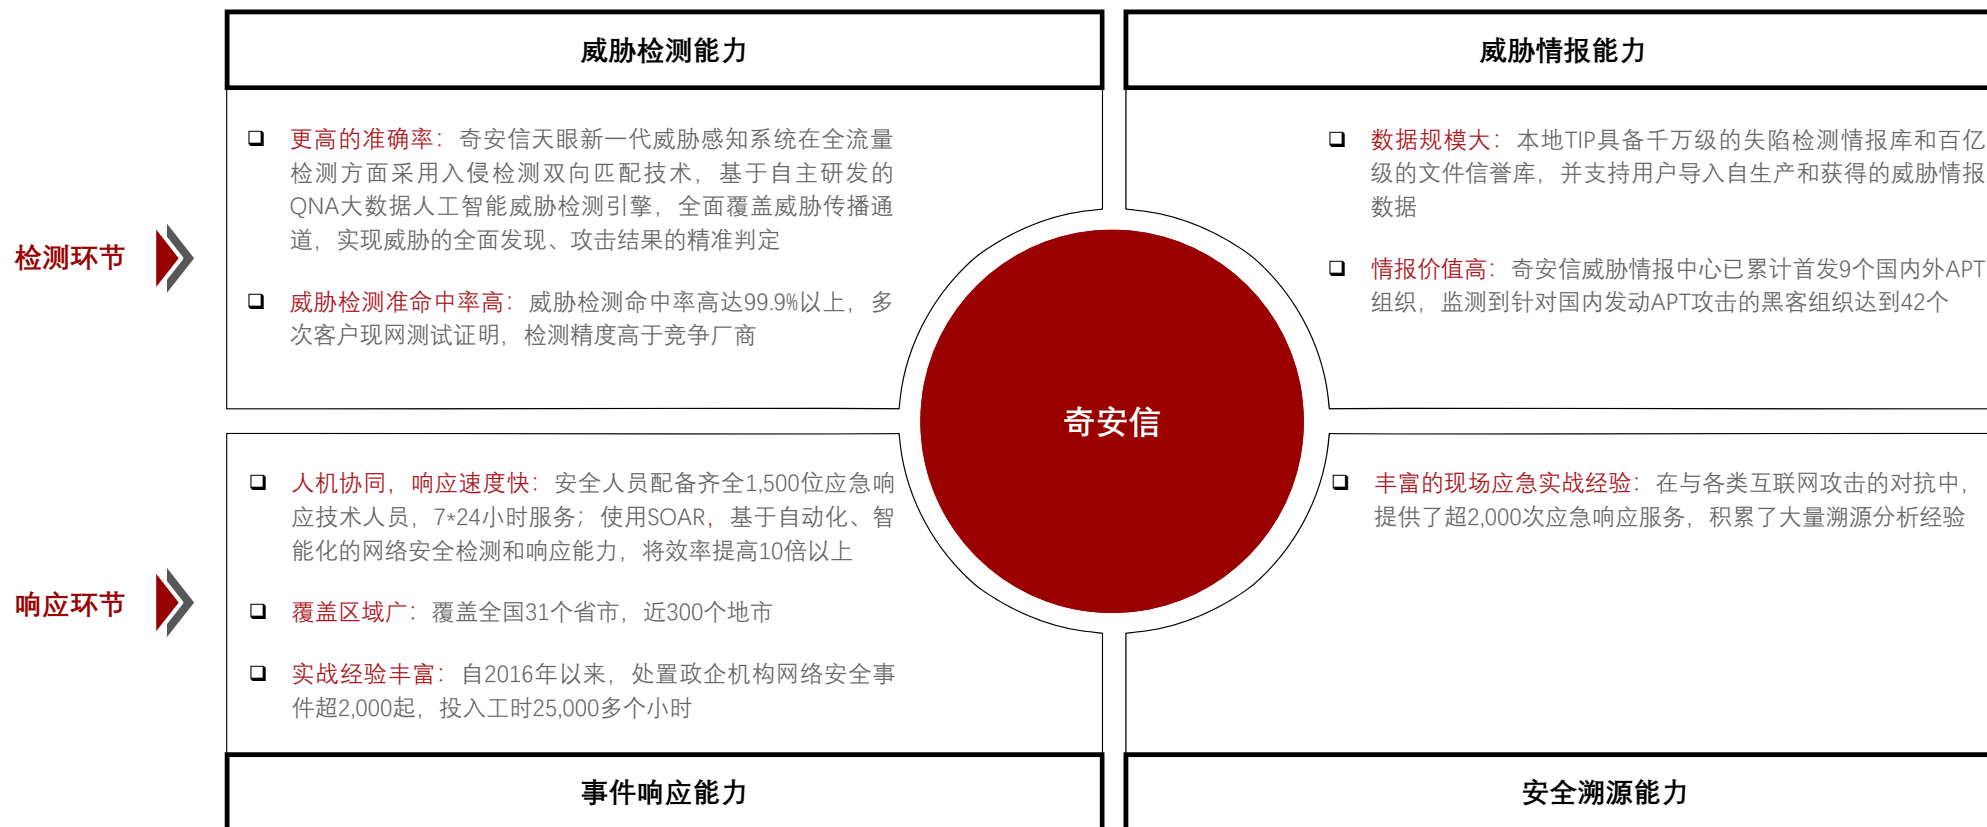 威胁检测能力
威胁情报能力
检测环节
更高的准确率：奇安信天眼新一代威胁感知系统在全流量
检测方面采用入侵检测双向匹配技术，基于自主研发的
QNA大数据人工智能威胁检测引擎，全面覆盖威胁传播通
道，实现威胁的全面发现、攻击结果的精准判定
威胁检测准命中率高：威胁检测命中率高达99.9%以上，多
次客户现网测试证明，检测精度高于竞争厂商
数据规模大：本地TIP具备千万级的失陷检测情报库和百亿
级的文件信誉库，并支持用户导入自生产和获得的威胁情报
数据
情报价值高：奇安信威胁情报中心已累计首发9个国内外APT
组织，监测到针对国内发动APT攻击的黑客组织达到42个
奇安信
响应环节
人机协同，响应速度快：安全人员配备齐全1,500位应急响
应技术人员，7*24小时服务；使用SOAR，基于自动化、智
能化的网络安全检测和响应能力，将效率提高10倍以上
覆盖区域广：覆盖全国31个省市，近300个地市
实战经验丰富：自2016年以来，处置政企机构网络安全事
件超2,000起，投入工时25,000多个小时
丰富的现场应急实战经验：在与各类互联网攻击的对抗中，
提供了超2,000次应急响应服务，积累了大量溯源分析经验
事件响应能力
安全溯源能力